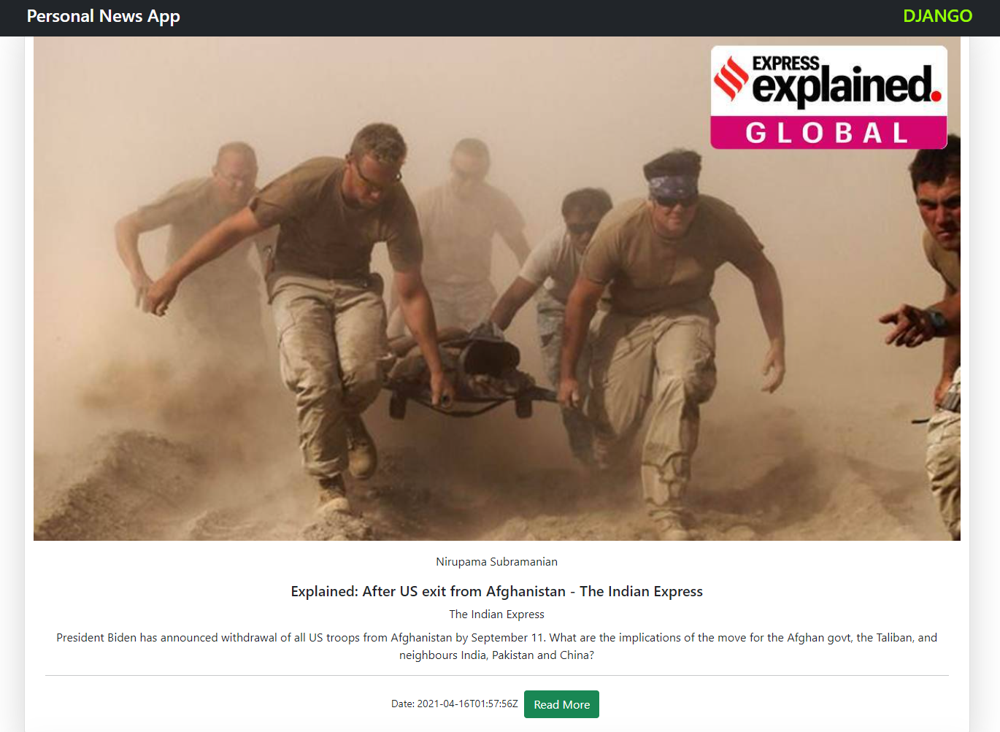 Personal News App
DJANGO
EXPRESS
explained.
GLOBAL
Nirupama Subramanian
Explained: After US exit from Afghanistan - The Indian Express
The Indian Express
President Biden has announced withdrawal of all US troops from Afghanistan by September 11. What are the implications of the move for the Afghan govt, the Taliban, and
neighbours India, Pakistan and China?
Date: 2021-04-16T01:57:56Z
Read More